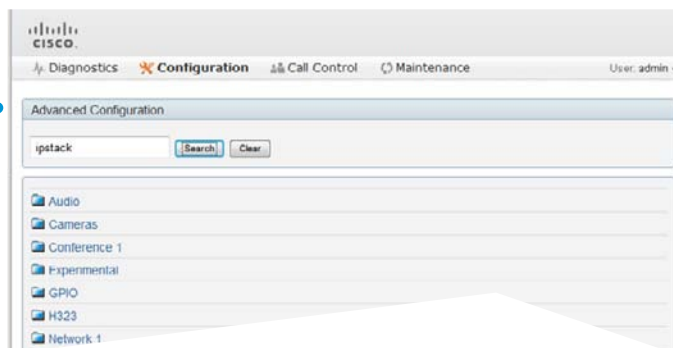 CISCO.
Diagnostics Configuration Call Control Maintenance User: admin
Advanced Configuration
ipstack Search Clear
Audio
Cameras
Conference 1
Experimental
GPIO
H323
Network 1